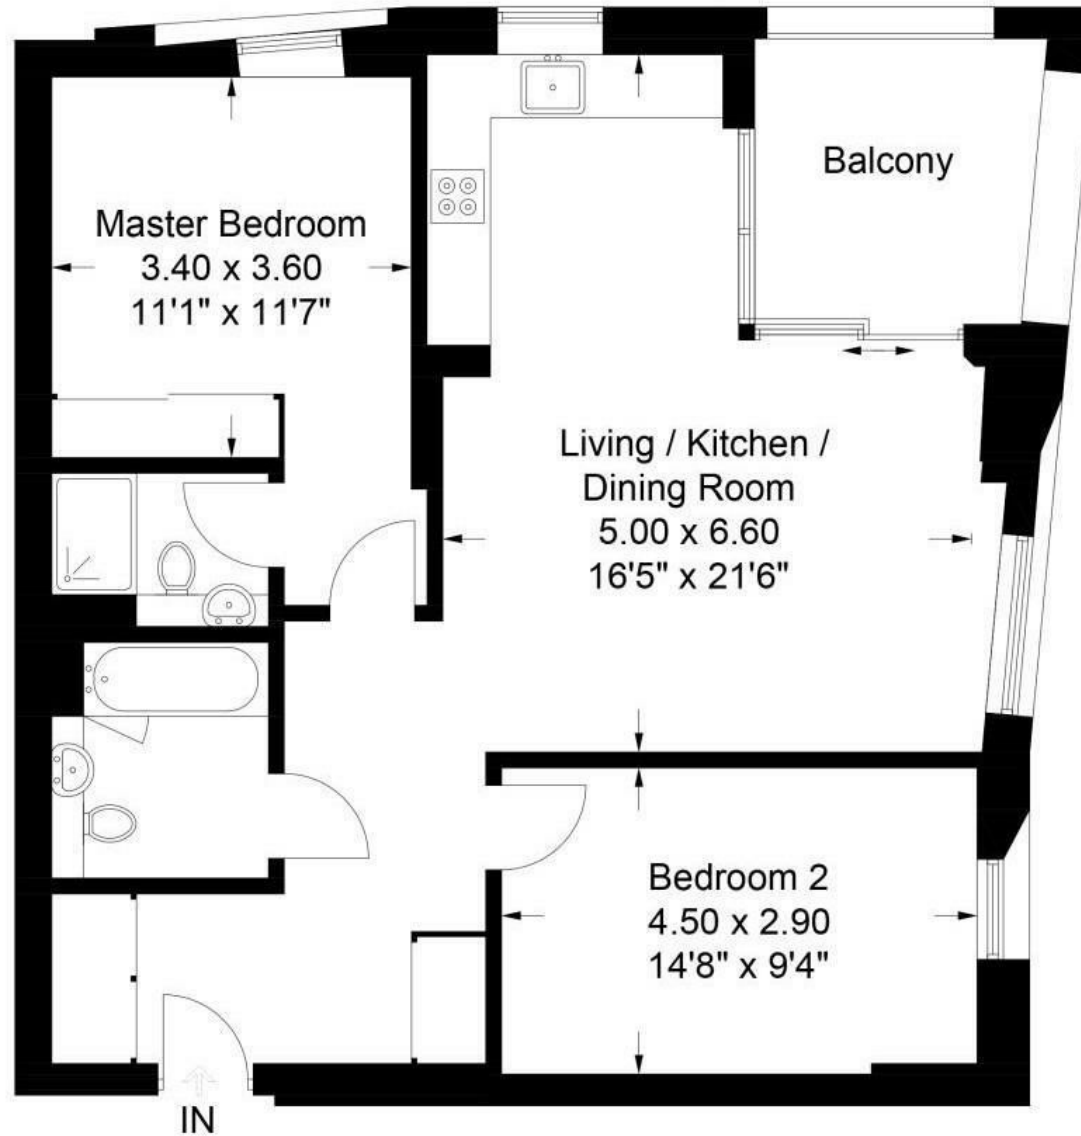 Balcony
Master Bedroom
3.40 x 3.60
11'1" x 11'7"
Living / Kitchen /
Dining Room
5.00 x 6.60
16'5" x 21'6"
Bedroom 2
4.50 x 2.90
14'8" x 9'4"
IN